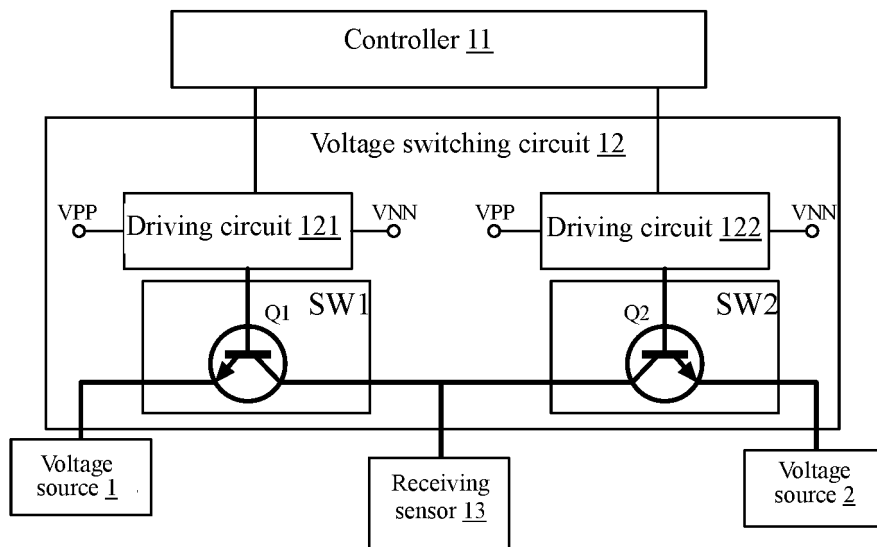 Controller 11
Voltage switching circuit 12
VPP
Driving circuit 121
VNN
VPP
Driving circuit 122
VNN
Q1
SW1
Q2
SW2
Voltage
source 1
Receiving
sensor 13
Voltage
source 2